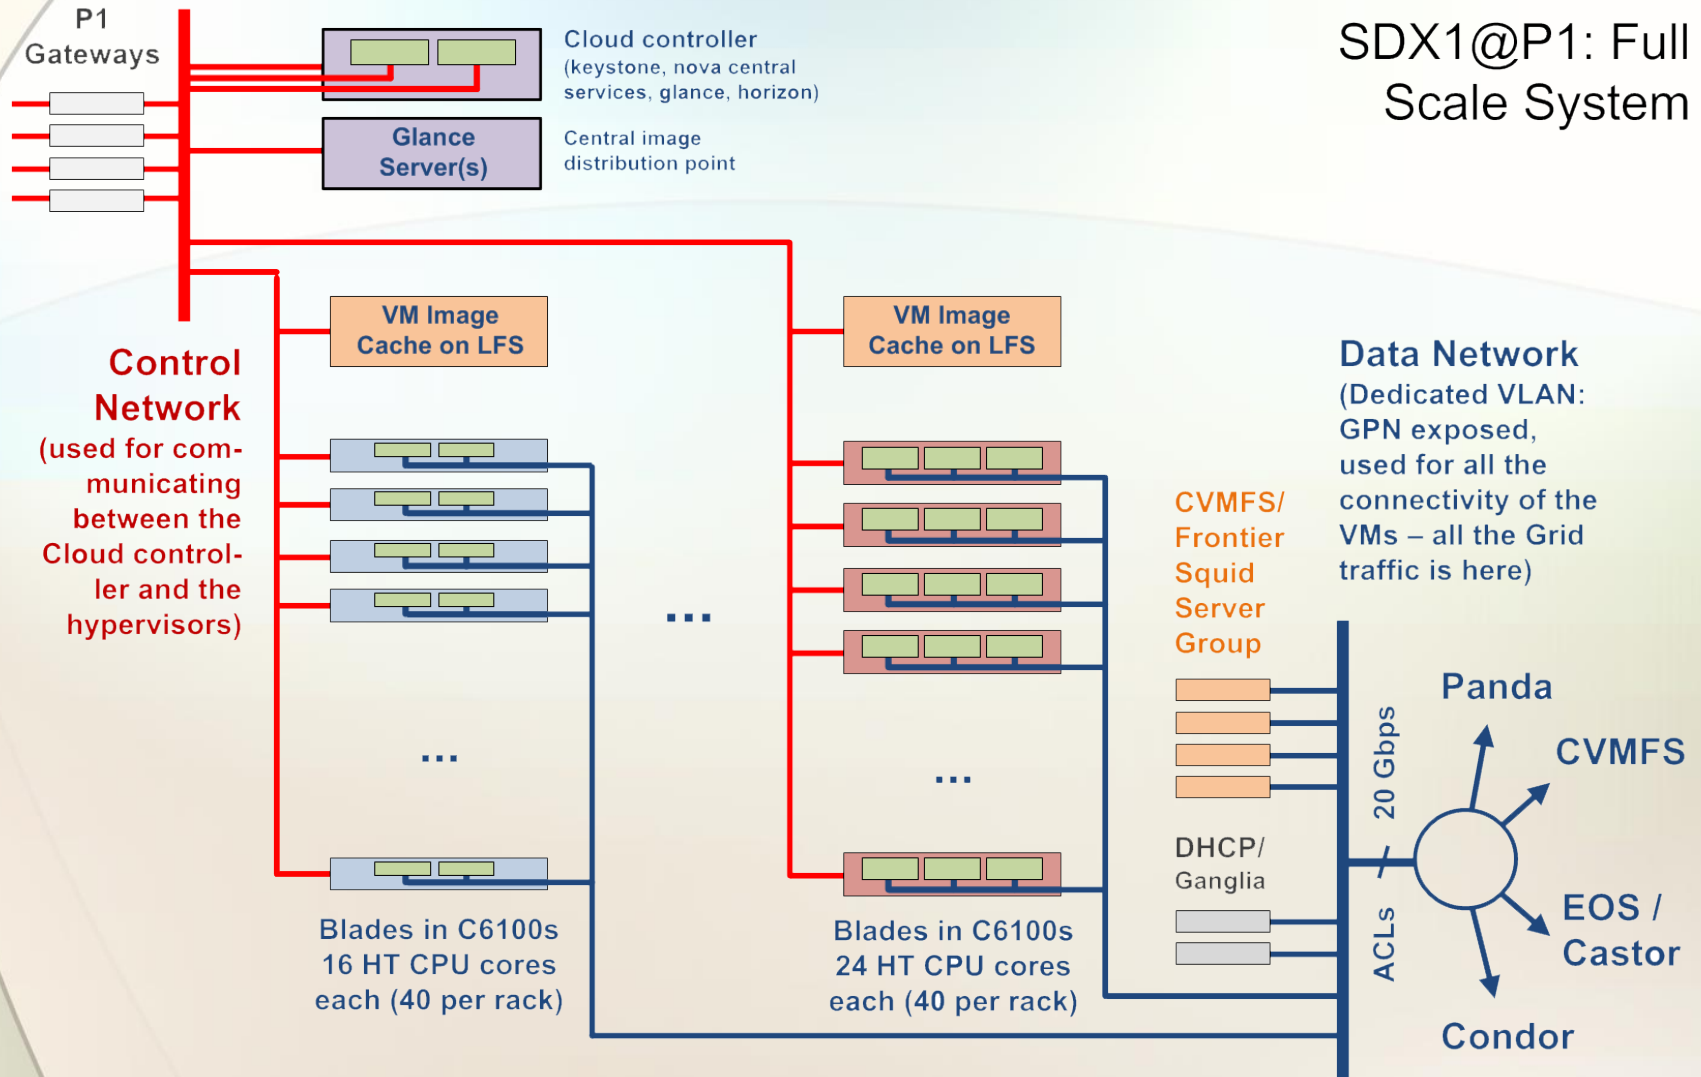 P1
Gateways
Cloud controller
(keystone, nova central
services, glance, horizon)
SDX1@P1: Full
Scale System
Glance
Server(s)
Central image
distribution point
VM Image
Cache on LFS
VM Image
Cache on LFS
Control
Network
(used for com-
municating
between the
Cloud control-
ler and the
hypervisors)
Data Network
(Dedicated VLAN:
GPN exposed,
used for all the
connectivity of the
VMs – all the Grid
traffic is here)
CVMFS/
Frontier
Squid
Server
Group
...
...
...
Panda
CVMFS
20 Gbps
DHCP/
Ganglia
ACLs
EOS /
Castor
Condor
Blades in C6100s
16 HT CPU cores
each (40 per rack)
Blades in C6100s
24 HT CPU cores
each (40 per rack)